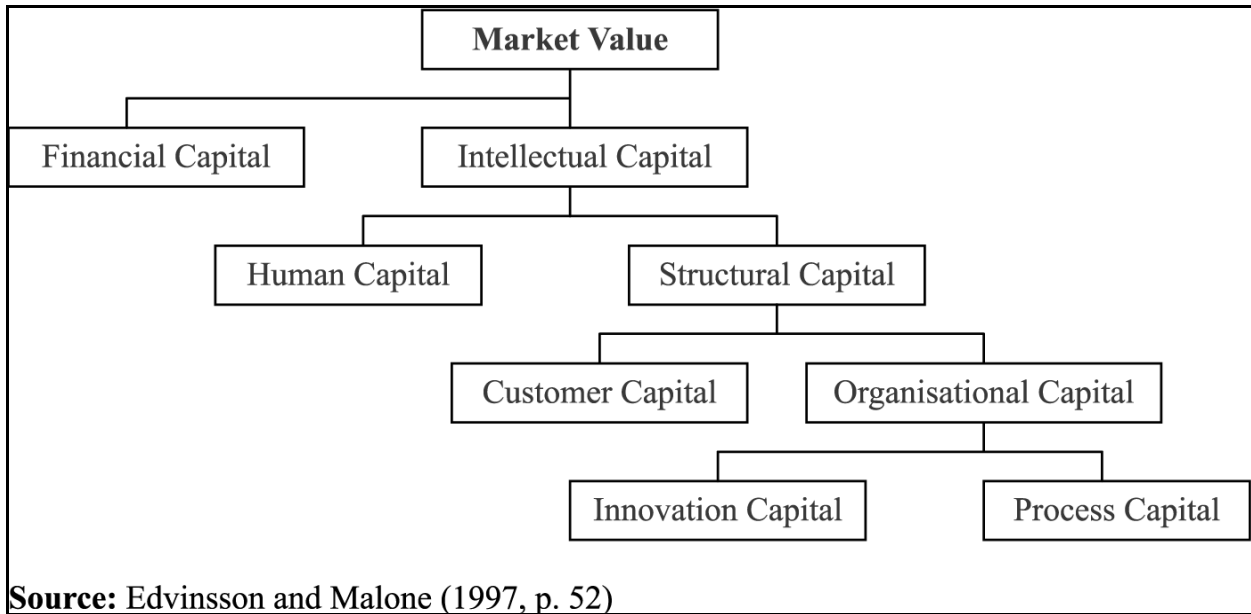 Market Value
Financial Capital
Intellectual Capital
Human Capital
Structural Capital
Customer Capital
Organisational Capital
Innovation Capital
Process Capital
Source: Edvinsson and Malone (1997, p. 52)